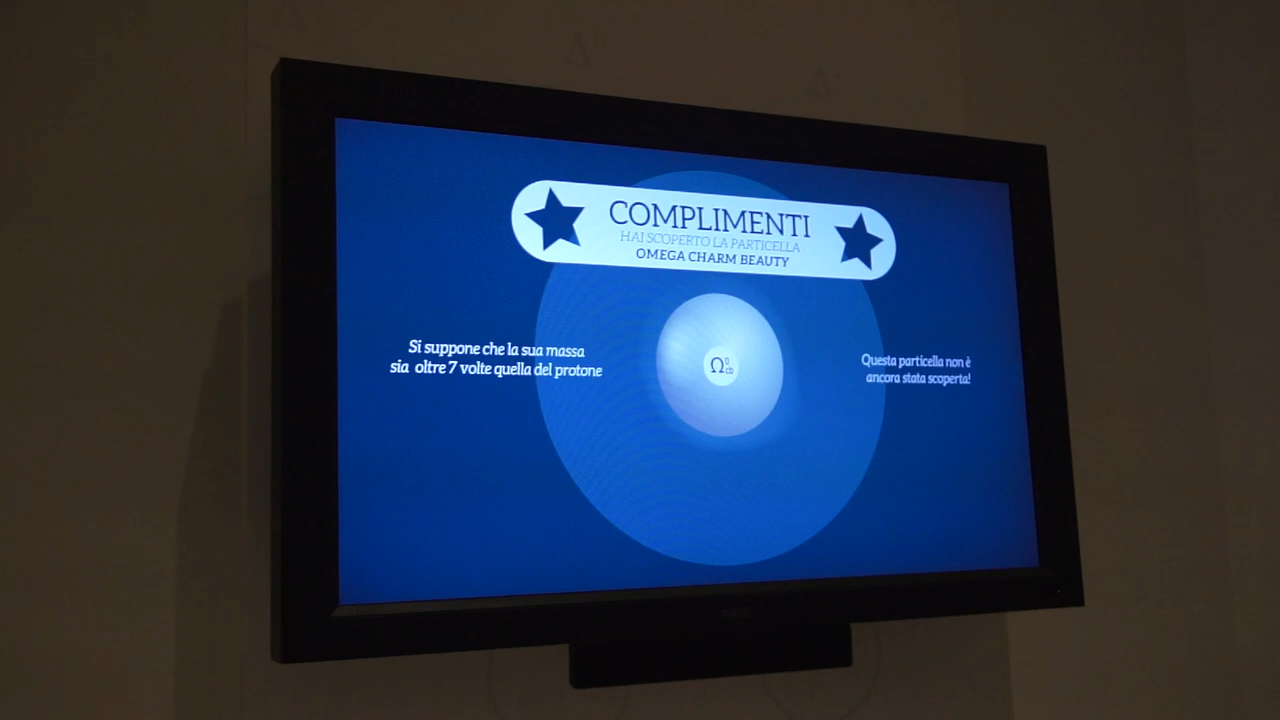 COMPLIMENTI
HAI SCOPERTO LA PARTICELLA
OMEGA CHARM BEAUTY
Si suppone che la sua massa
sia oltre 7 volte quella del protone
Ω⁰cb
Questa particella non è
ancora stata scoperta!